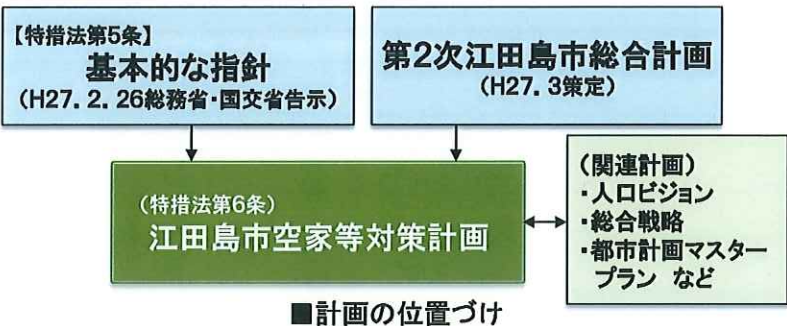 【特措法第5条】
基本的な指針
(H27.2.26総務省・国交省告示)
第2次江田島市総合計画
(H27.3策定)
(特措法第6条)
江田島市空家等対策計画
(関連計画)
・人口ビジョン
・総合戦略
・都市計画マスター
プラン など
■計画の位置づけ